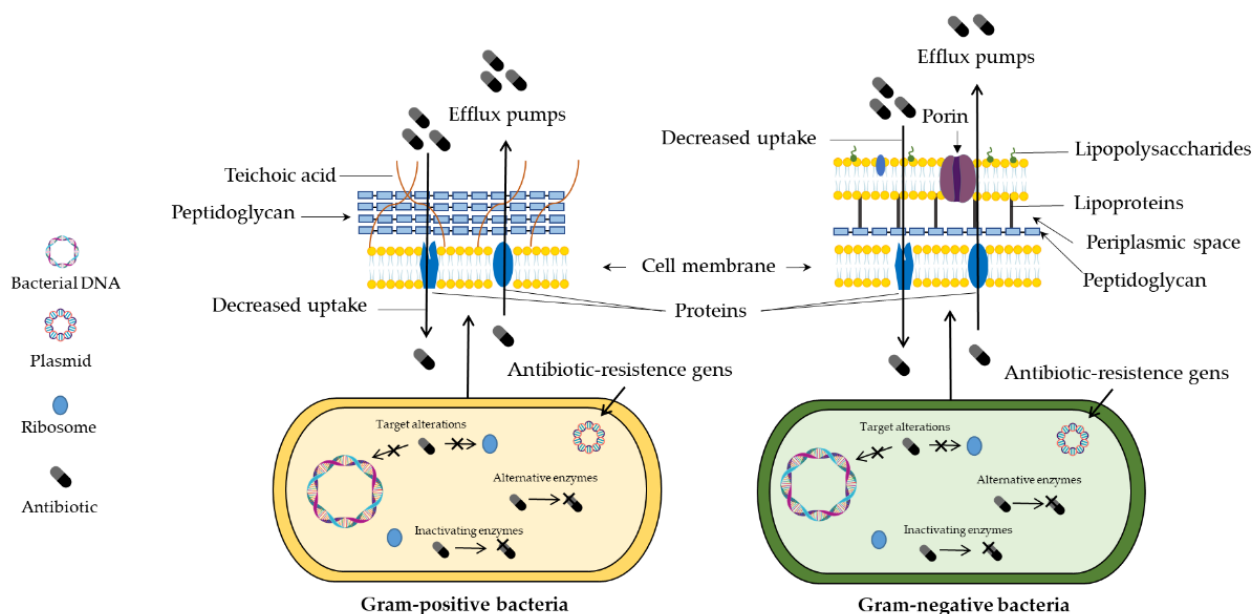 Efflux pumps
Teichoic acid
Peptidoglycan
Decreased uptake
Efflux pumps
Decreased uptake
Porin
Lipopolysaccharides
Lipoproteins
Periplasmic space
Peptidoglycan
Cell membrane
Proteins
Bacterial DNA
Plasmid
Ribosome
Antibiotic
Antibiotic-resistence gens
Target alterations
Alternative enzymes
Inactivating enzymes
Gram-positive bacteria
Antibiotic-resistence gens
Target alterations
Alternative enzymes
Inactivating enzymes
Gram-negative bacteria